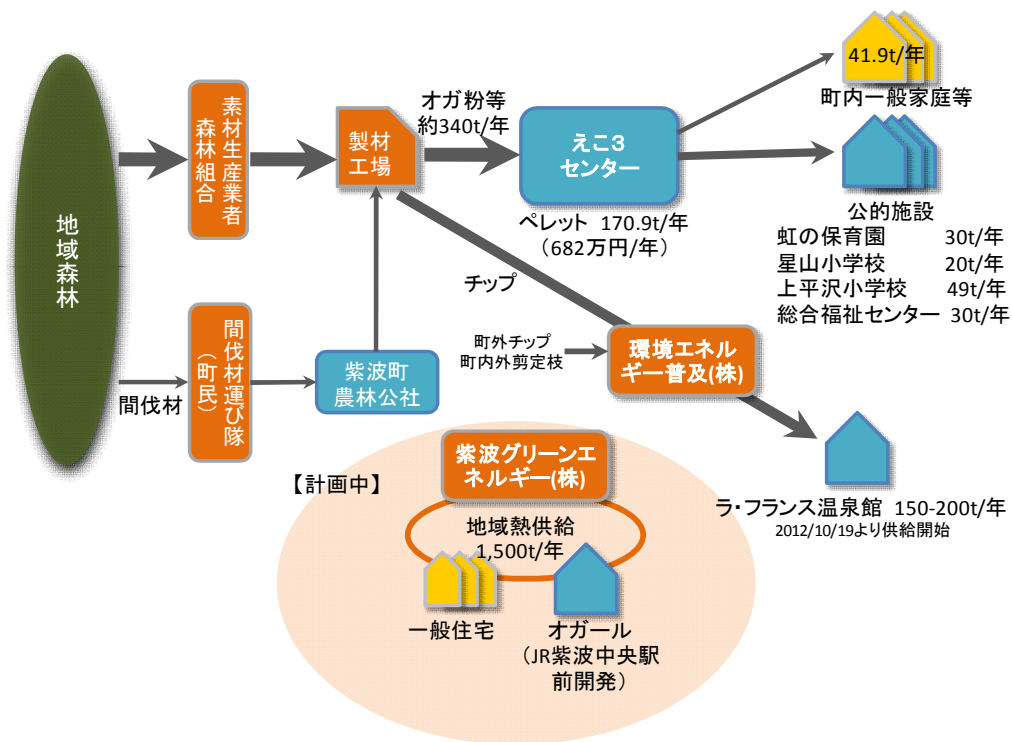 地域森林
素材生産業者
森林組合
製材
工場
オガ粉等
約340t/年
えこ3
センター
ペレット 170.9t/年
（682万円/年）
41.9t/年
町内一般家庭等
公的施設
虹の保育園 30t/年
星山小学校 20t/年
上平沢小学校 49t/年
総合福祉センター 30t/年
チップ
間伐材
間伐材運び隊
（町民）
紫波町
農林公社
町外チップ
町内外剪定枝
環境エネル
ギー普及(株)
ラ・フランス温泉館 150-200t/年
2012/10/19より供給開始
【計画中】
紫波グリーンエ
ネルギー(株)
地域熱供給
1,500t/年
一般住宅
オガール
（JR紫波中央駅
前開発）